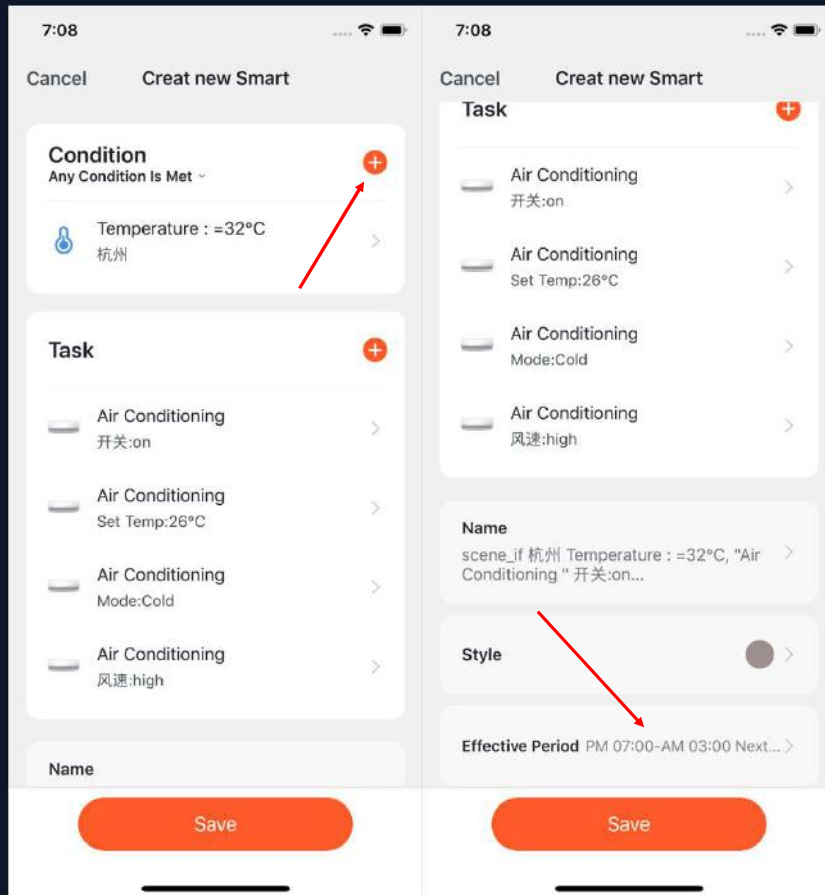 7:08
Cancel
Creat new Smart
Condition
Any Condition Is Met
Temperature : =32°C
杭州
Task
Air Conditioning
开关:on
Air Conditioning
Set Temp:26°C
Air Conditioning
Mode:Cold
Air Conditioning
风速:high
Name
Save
7:08
Cancel
Creat new Smart
Task
Air Conditioning
开关:on
Air Conditioning
Set Temp:26°C
Air Conditioning
Mode:Cold
Air Conditioning
风速:high
Name
scene_if 杭州 Temperature : =32°C, "Air
Conditioning " 开关:on...
Style
Effective Period PM 07:00-AM 03:00 Next...
Save